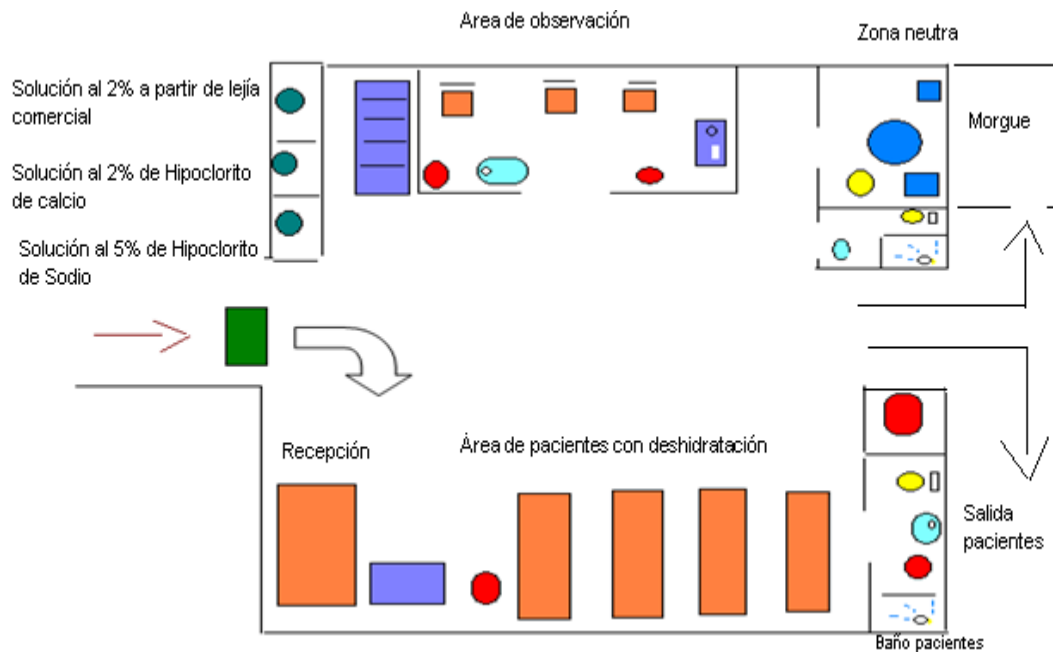 Area de observación
Zona neutra
Solución al 2% a partir de lejía
comercial
Morgue
Solución al 2% de Hipoclorito
de calcio
Solución al 5% de Hipoclorito
de Sodio
Recepción
Área de pacientes con deshidratación
Salida
pacientes
Baño pacientes